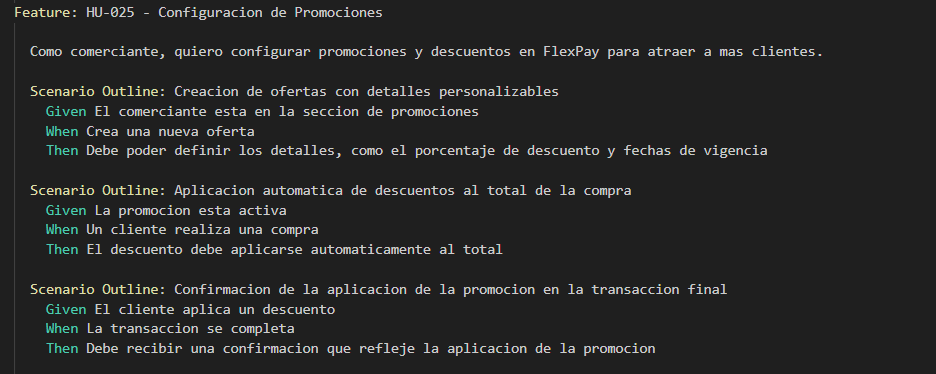 Feature: HU-025 - Configuracion de Promociones
Como comerciante, quiero configurar promociones y descuentos en FlexPay para atraer a mas clientes.
Scenario Outline: Creacion de ofertas con detalles personalizables
Given El comerciante esta en la seccion de promociones
When Crea una nueva oferta
Then Debe poder definir los detalles, como el porcentaje de descuento y fechas de vigencia
Scenario Outline: Aplicacion automatica de descuentos al total de la compra
Given La promocion esta activa
When Un cliente realiza una compra
Then El descuento debe aplicarse automaticamente al total
Scenario Outline: Confirmacion de la aplicacion de la promocion en la transaccion final
Given El cliente aplica un descuento
When La transaccion se completa
Then Debe recibir una confirmacion que refleje la aplicacion de la promocion